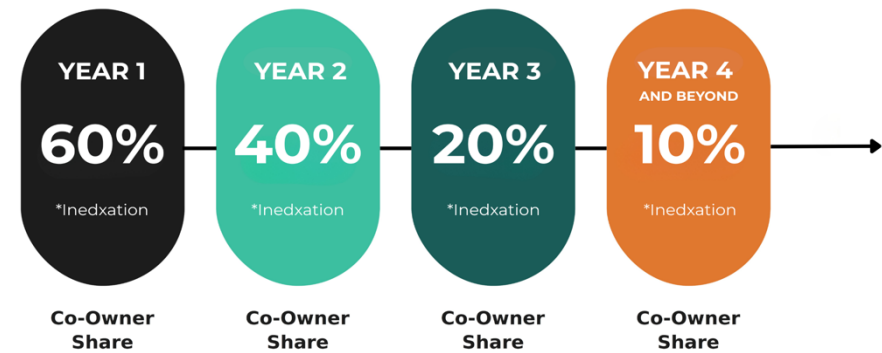 YEAR 1
60%
*Inedxation
Co-Owner
Share
YEAR 2
40%
*Inedxation
Co-Owner
Share
YEAR 3
20%
*Inedxation
Co-Owner
Share
YEAR 4
AND BEYOND
10%
*Inedxation
Co-Owner
Share